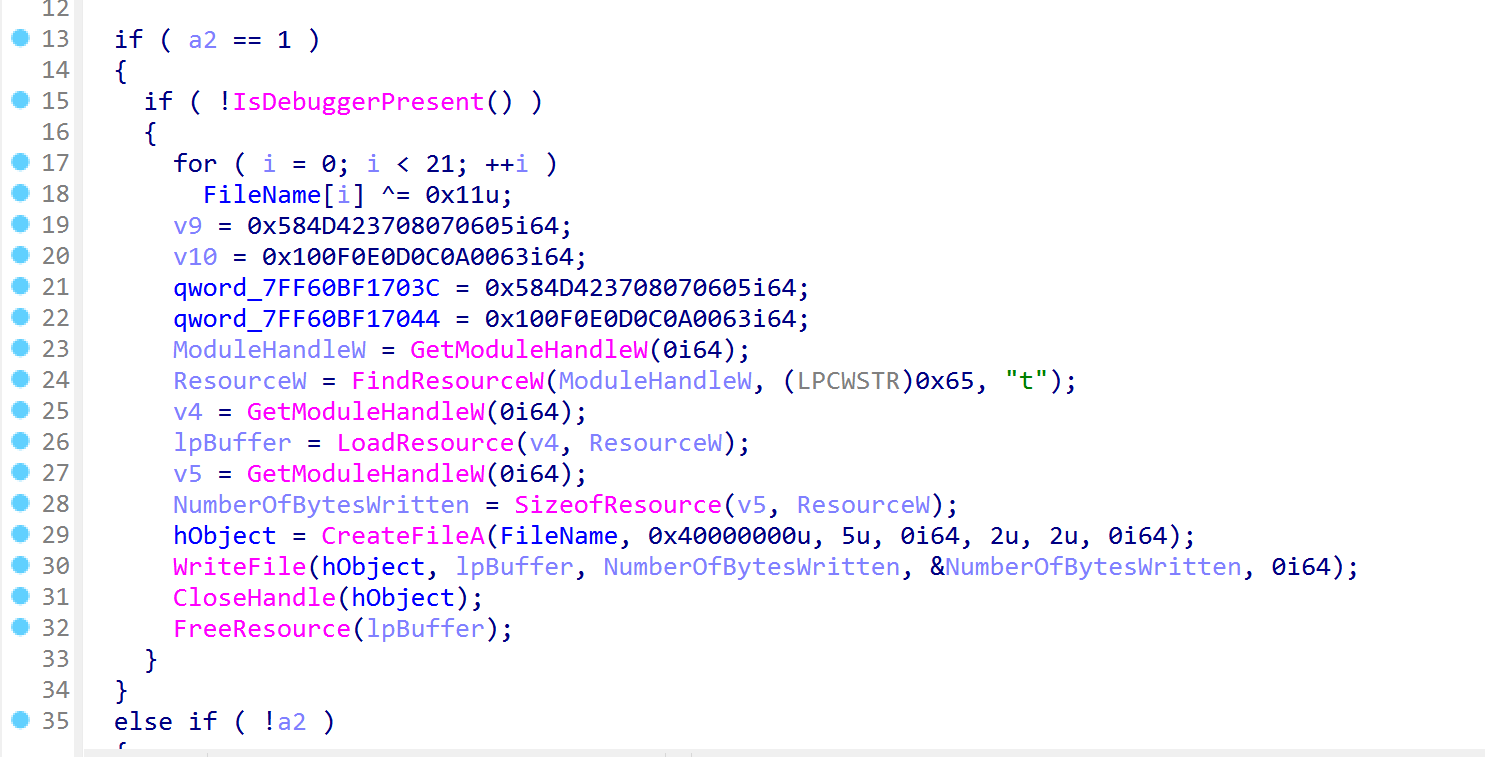 12
13 if ( a2 == 1 )
14 {
15 if ( !IsDebuggerPresent() )
16 {
17 for ( i = 0; i < 21; ++i )
18 FileName[i] ^= 0x11u;
19 v9 = 0x584D423708070605i64;
20 v10 = 0x100F0E0D0C0A0063i64;
21 qword_7FF60BF1703C = 0x584D423708070605i64;
22 qword_7FF60BF17044 = 0x100F0E0D0C0A0063i64;
23 ModuleHandleW = GetModuleHandleW(0i64);
24 ResourceW = FindResourceW(ModuleHandleW, (LPCWSTR)0x65, "t");
25 v4 = GetModuleHandleW(0i64);
26 lpBuffer = LoadResource(v4, ResourceW);
27 v5 = GetModuleHandleW(0i64);
28 NumberOfBytesWritten = SizeofResource(v5, ResourceW);
29 hObject = CreateFileA(FileName, 0x40000000u, 5u, 0i64, 2u, 2u, 0i64);
30 WriteFile(hObject, lpBuffer, NumberOfBytesWritten, &NumberOfBytesWritten, 0i64);
31 CloseHandle(hObject);
32 FreeResource(lpBuffer);
33 }
34 }
35 else if ( !a2 )
{